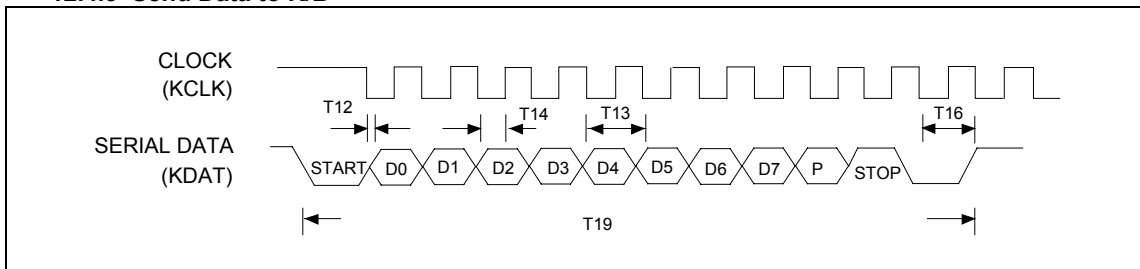 CLOCK
(KCLK)
T12
T14
T13
T16
SERIAL DATA
(KDAT)
START
D0
D1
D2
D3
D4
D5
D6
D7
P
STOP
T19